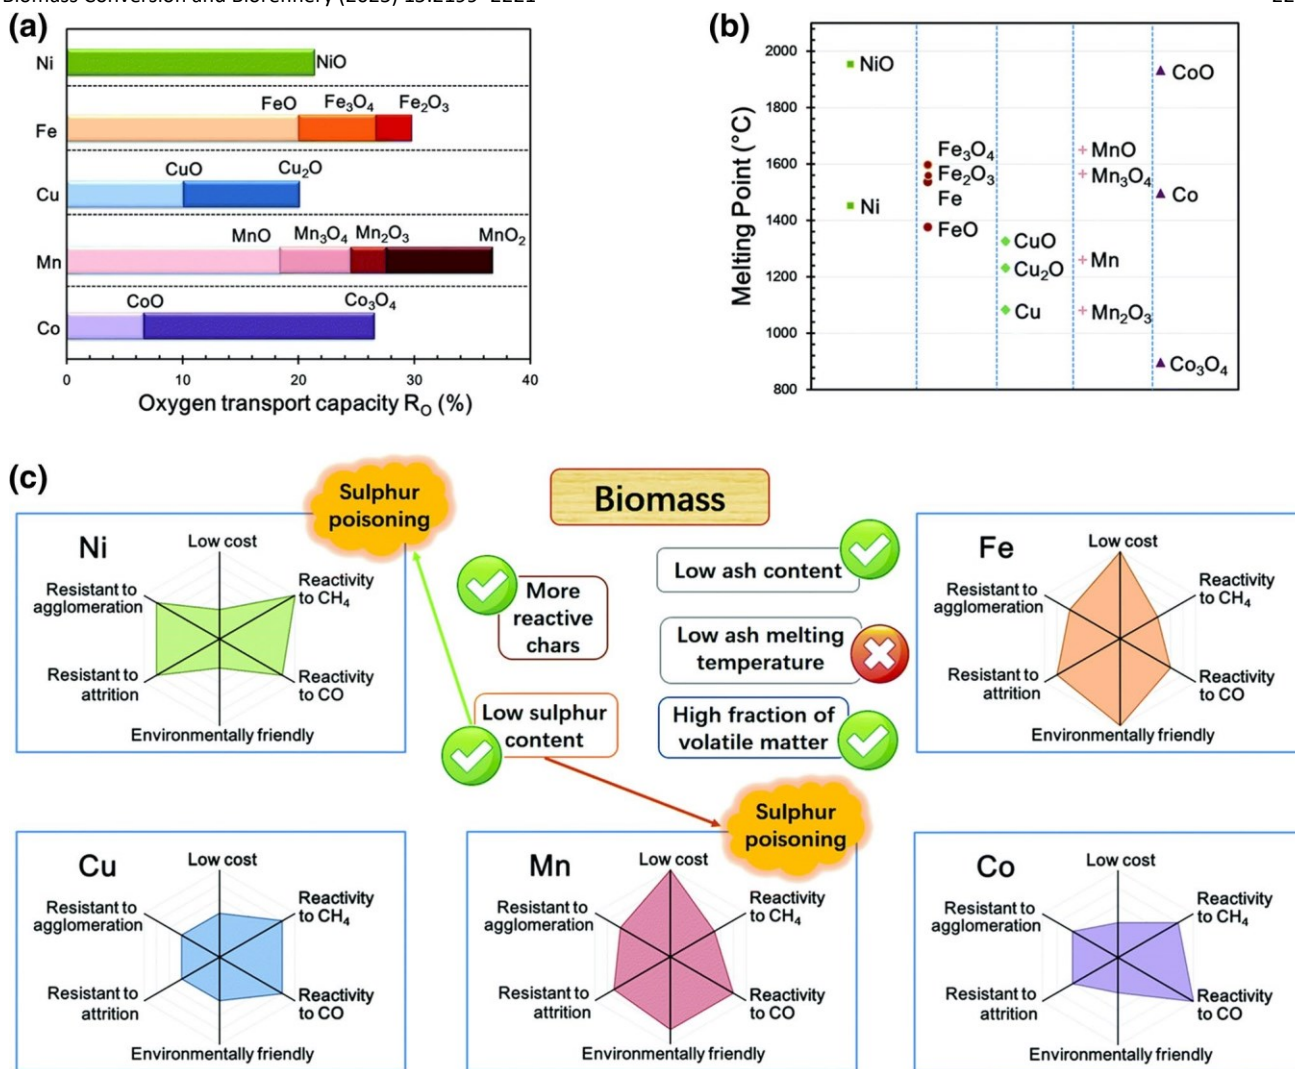 Biomass Conversion and Biorefinery (2023) 13:2199–2221
22
(a)
Ni
NiO
FeO Fe₃O₄ Fe₂O₃
Fe
CuO Cu₂O
Cu
MnO Mn₃O₄ Mn₂O₃ MnO₂
Mn
CoO Co₃O₄
Co
0 10 20 30 40
Oxygen transport capacity R_O (%)
(b)
Melting Point (°C)
2000
1800
1600
1400
1200
1000
800
NiO
Ni
Fe₃O₄
Fe₂O₃
Fe
FeO
CuO
Cu₂O
Cu
MnO
Mn₃O₄
Mn
Mn₂O₃
CoO
Co
Co₃O₄
(c)
Sulphur
poisoning
Biomass
Ni
Low cost
Reactivity
to CH₄
Reactivity
to CO
Environmentally friendly
Resistant to
attrition
Resistant to
agglomeration
More
reactive
chars
Low sulphur
content
Low ash content
Low ash melting
temperature
High fraction of
volatile matter
Fe
Low cost
Reactivity
to CH₄
Reactivity
to CO
Environmentally friendly
Resistant to
attrition
Resistant to
agglomeration
Sulphur
poisoning
Cu
Low cost
Reactivity
to CH₄
Reactivity
to CO
Environmentally friendly
Resistant to
attrition
Resistant to
agglomeration
Mn
Low cost
Reactivity
to CH₄
Reactivity
to CO
Environmentally friendly
Resistant to
attrition
Resistant to
agglomeration
Co
Low cost
Reactivity
to CH₄
Reactivity
to CO
Environmentally friendly
Resistant to
attrition
Resistant to
agglomeration